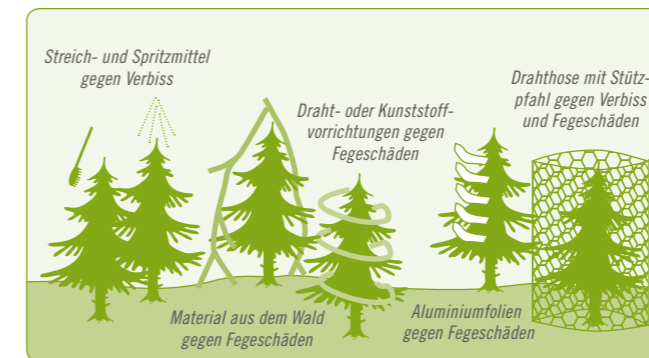 Streich- und Spritzmittel
gegen Verbiss
Draht- oder Kunststoff-
vorrichtungen gegen
Fegeschäden
Drahthose mit Stütz-
pfahl gegen Verbiss
und Fegeschäden
Material aus dem Wald
gegen Fegeschäden
Aluminiumfolien
gegen Fegeschäden